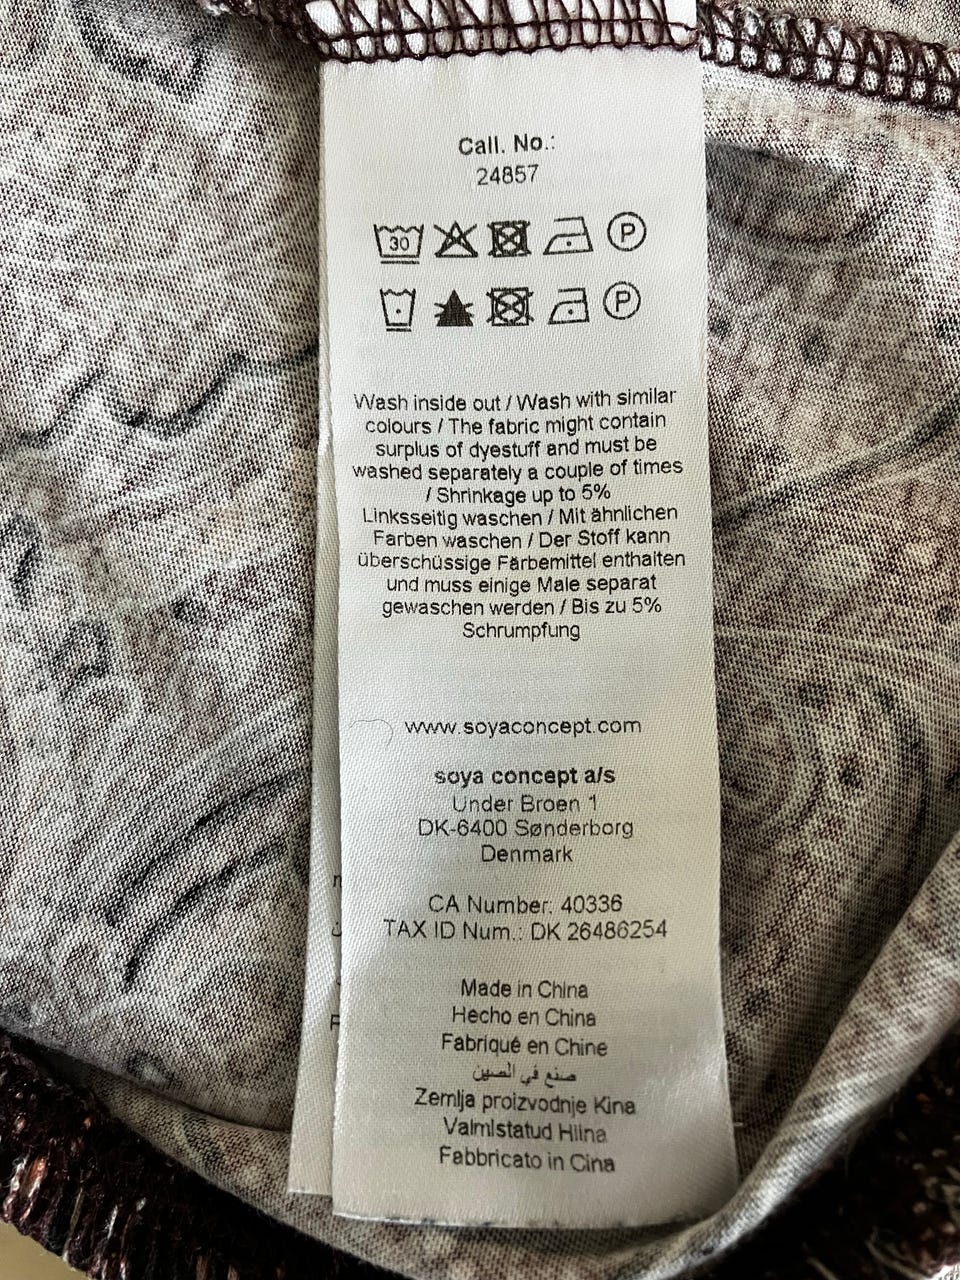 Call. No.:
24857
30
P
P
Wash inside out / Wash with similar
colours / The fabric might contain
surplus of dyestuff and must be
washed separately a couple of times
/ Shrinkage up to 5%
Linksseitig waschen / Mit ähnlichen
Farben waschen / Der Stoff kann
überschüssige Färbemittel enthalten
und muss einige Male separat
gewaschen werden / Bis zu 5%
Schrumpfung
www.soyaconcept.com
soya concept a/s
Under Broen 1
DK-6400 Sønderborg
Denmark
CA Number: 40336
TAX ID Num.: DK 26486254
Made in China
Hecho en China
Fabriqué en Chine
صنع في الصين
Zemlja proizvodnje Kina
Valmlstatud Hiina
Fabbricato in Cina